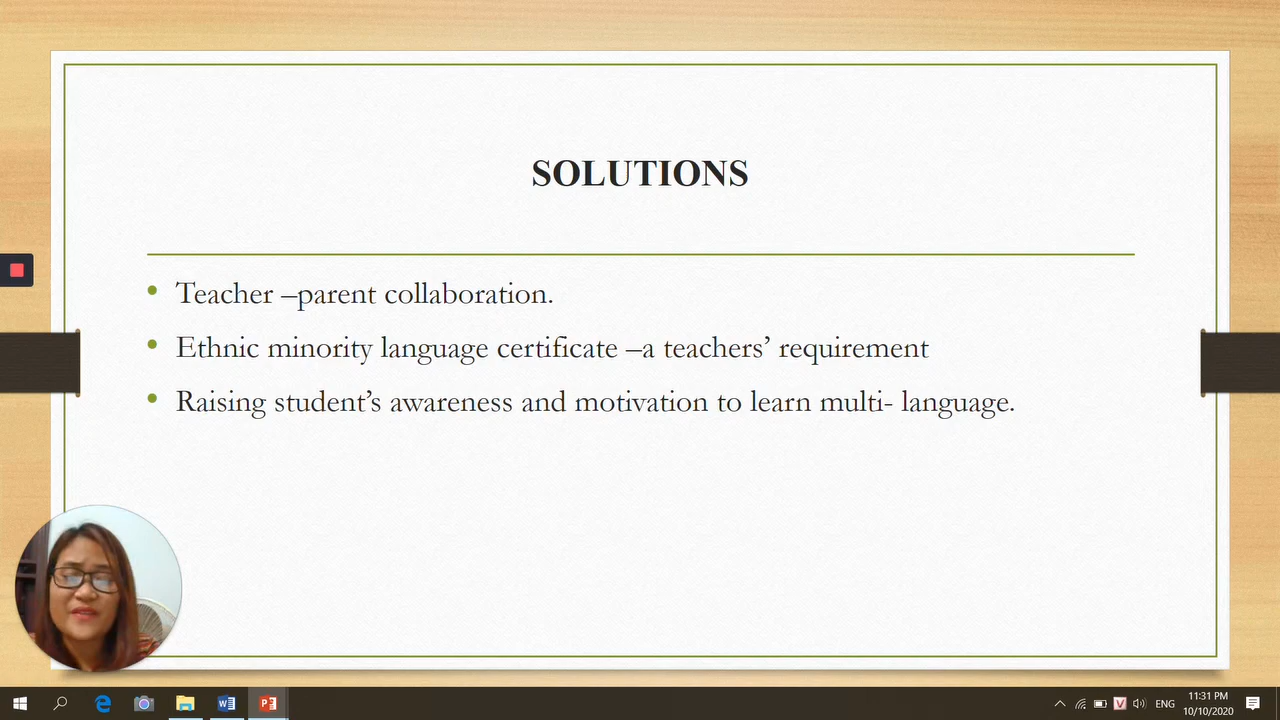 SOLUTIONS
Teacher –parent collaboration.
Ethnic minority language certificate –a teachers’ requirement
Raising student’s awareness and motivation to learn multi- language.
ENG
11:31 PM
10/10/2020